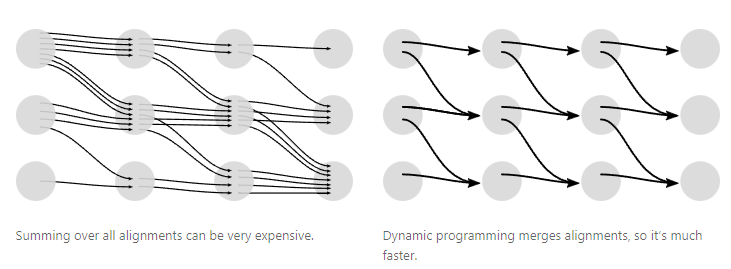 Summing over all alignments can be very expensive.
Dynamic programming merges alignments, so it's much
faster.